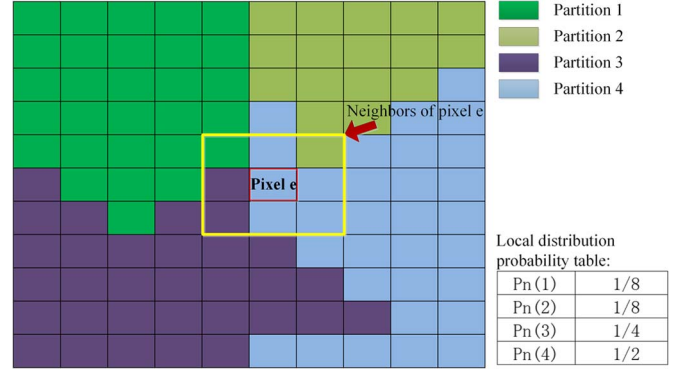 Partition 1
Partition 2
Partition 3
Partition 4
Neighbors of pixel e
Pixel e
Local distribution
probability table:
Pn(1) 1/8
Pn(2) 1/8
Pn(3) 1/4
Pn(4) 1/2